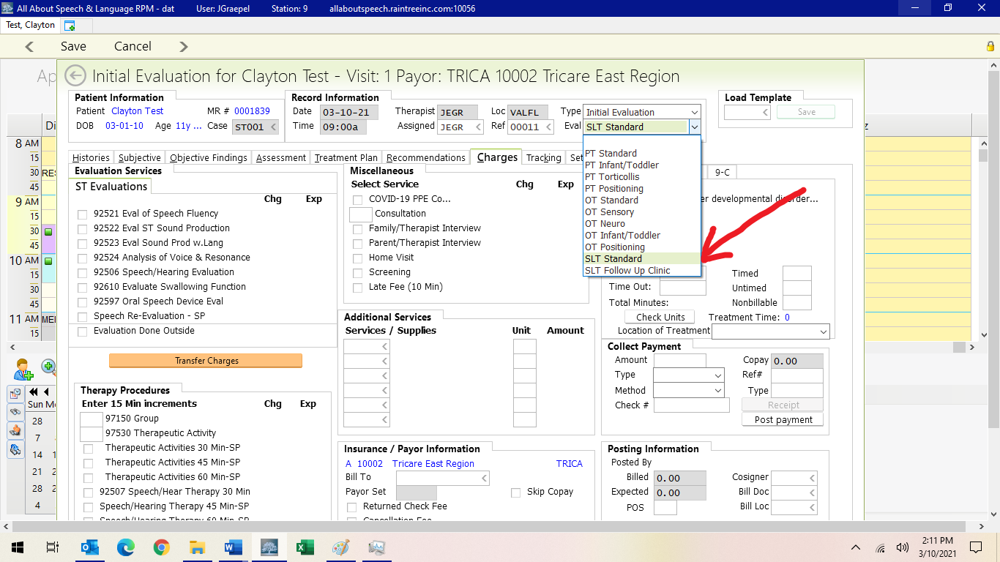 All About Speech & Language RPM - dat User: JGraepel Station: 9 allaboutspeech.raintreeinc.com:10056
Test, Clayton
Save Cancel
Initial Evaluation for Clayton Test - Visit: 1 Payor: TRICA 10002 Tricare East Region
Patient Information
Patient Clayton Test MR # 0001839
DOB 03-01-10 Age 11y ... Case ST001
Record Information
Date 03-10-21 Therapist JEGR Loc VALFL Type Initial Evaluation
Time 09:00a Assigned JEGR Ref 00011 Eval SLT Standard
Load Template
Save
PT Standard
PT Infant/Toddler
PT Torticollis
PT Positioning
OT Standard
OT Sensory
OT Neuro
OT Infant/Toddler
OT Positioning
SLT Standard
SLT Follow Up Clinic
Histories Subjective Objective Findings Assessment Treatment Plan Recommendations Charges Tracking Set
9-C
8 AM
15
30 RES
45
9 AM
15
30
45
10 AM
15
30
45
11 AM MEE
15
Evaluation Services
ST Evaluations
Chg Exp
92521 Eval of Speech Fluency
92522 Eval ST Sound Production
92523 Eval Sound Prod w.Lang
92524 Analysis of Voice & Resonance
92506 Speech/Hearing Evaluation
92610 Evaluate Swallowing Function
92597 Oral Speech Device Eval
Speech Re-Evaluation - SP
Evaluation Done Outside
Transfer Charges
Therapy Procedures
Enter 15 Min increments Chg Exp
97150 Group
97530 Therapeutic Activity
Therapeutic Activities 30 Min-SP
Therapeutic Activities 45 Min-SP
Therapeutic Activities 60 Min-SP
92507 Speech/Hear Therapy 30 Min
Speech/Hearing Therapy 45 Min-SP
Speech/Hearing Therapy 60 Min-SP
Miscellaneous
Select Service Chg Exp
COVID-19 PPE Co...
Consultation
Family/Therapist Interview
Parent/Therapist Interview
Home Visit
Screening
Late Fee (10 Min)
Additional Services
Services / Supplies Unit Amount
Insurance / Payor Information
A 10002 Tricare East Region TRICA
Bill To
Payor Set Skip Copay
Returned Check Fee
Cancellation Fee
er developmental disorder...
Timed
Time Out: Untimed
Total Minutes: Nonbillable
Check Units Treatment Time: 0
Location of Treatment
Collect Payment
Amount Copay 0.00
Type Ref#
Method Type
Check # Receipt
Post payment
Posting Information
Posted By
Billed 0.00 Cosigner
Expected 0.00 Bill Doc
POS Bill Loc
Sun Mo
28
7
14 1
21 2
28 2
4
2:11 PM
3/10/2021